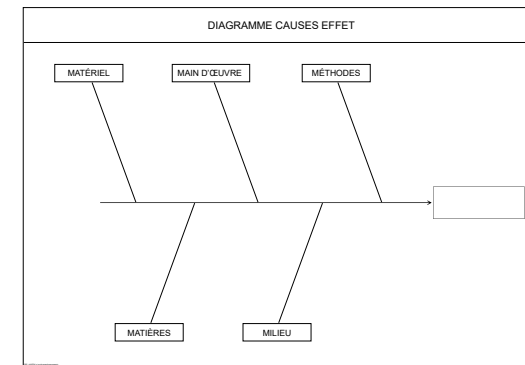 DIAGRAMME CAUSES EFFET
MATÉRIEL
MAIN D'ŒUVRE
MÉTHODES
MATIÈRES
MILIEU